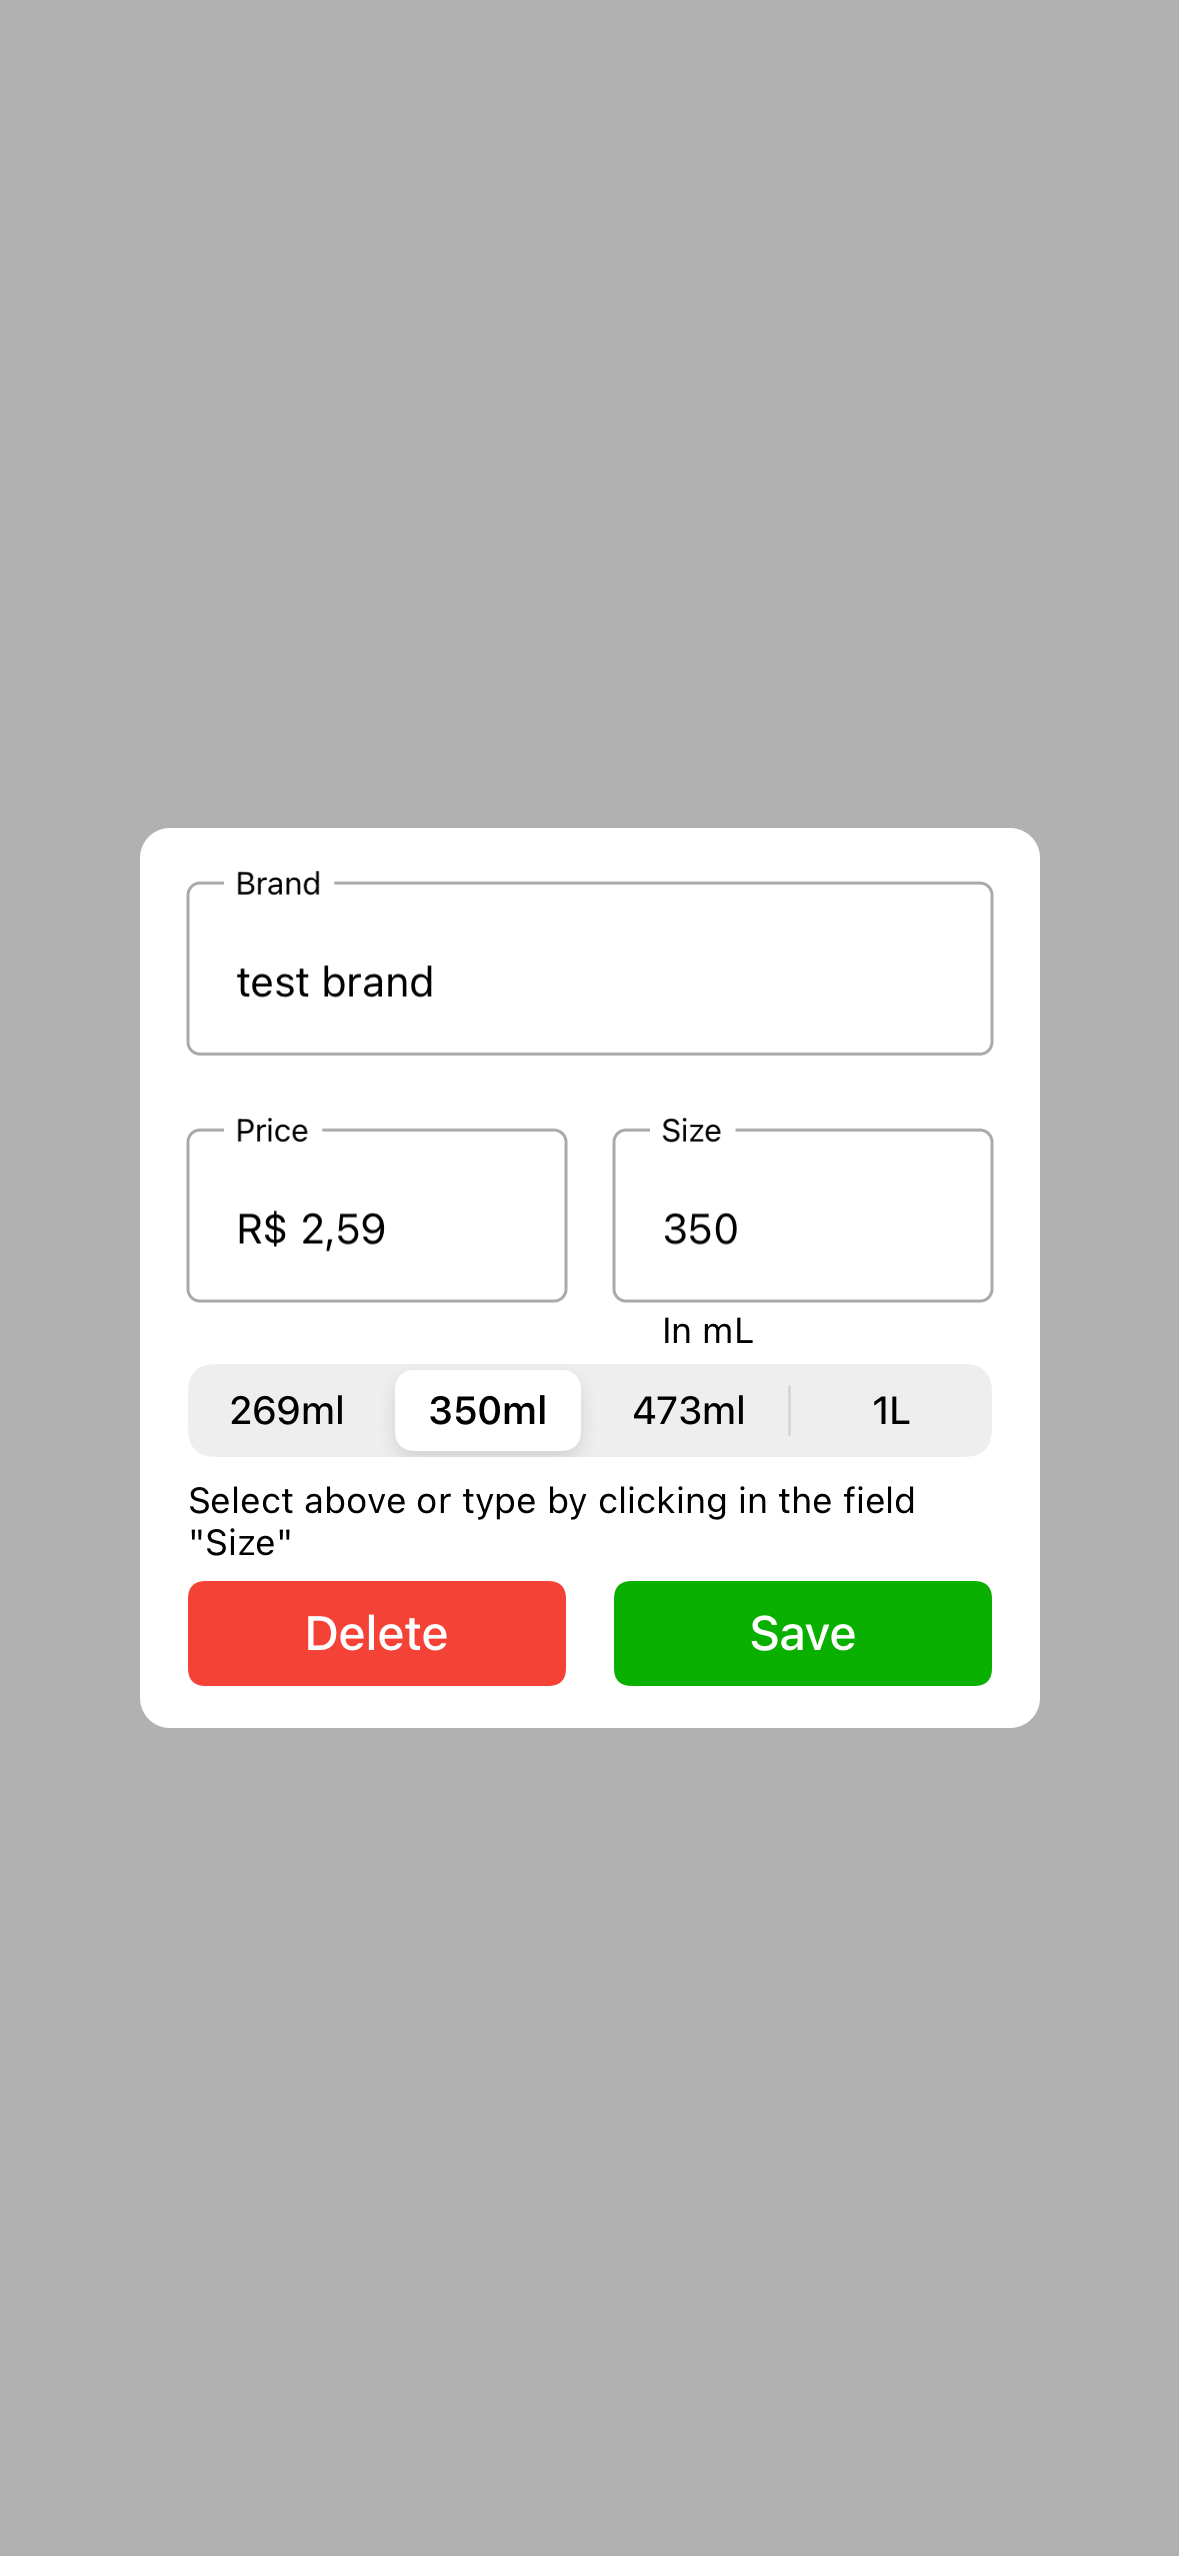 Brand
test brand
Price
Size
R$ 2,59
350
In mL
269ml
350ml
473ml
1L
Select above or type by clicking in the field
"Size"
Delete
Save